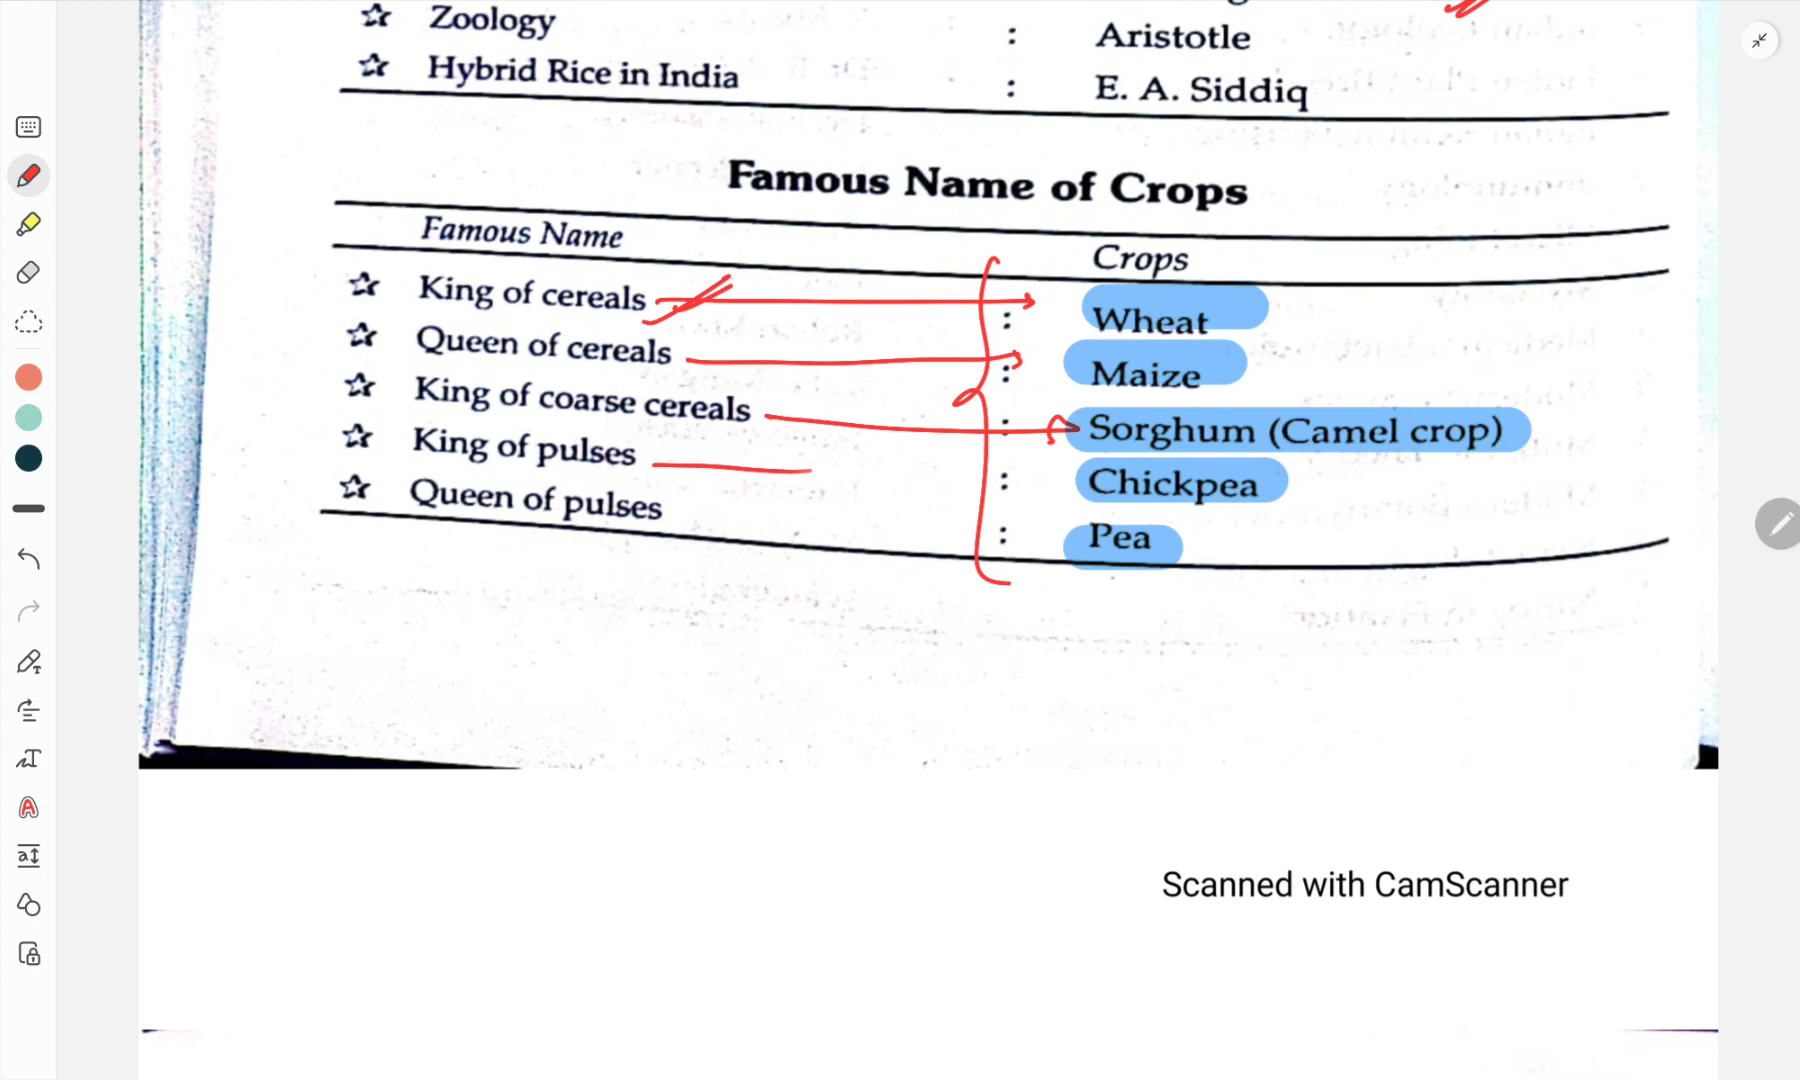 ☆ Zoology : Aristotle
☆ Hybrid Rice in India : E. A. Siddiq
Famous Name of Crops
Famous Name Crops
☆ King of cereals : Wheat
☆ Queen of cereals : Maize
☆ King of coarse cereals : Sorghum (Camel crop)
☆ King of pulses : Chickpea
☆ Queen of pulses : Pea
Scanned with CamScanner